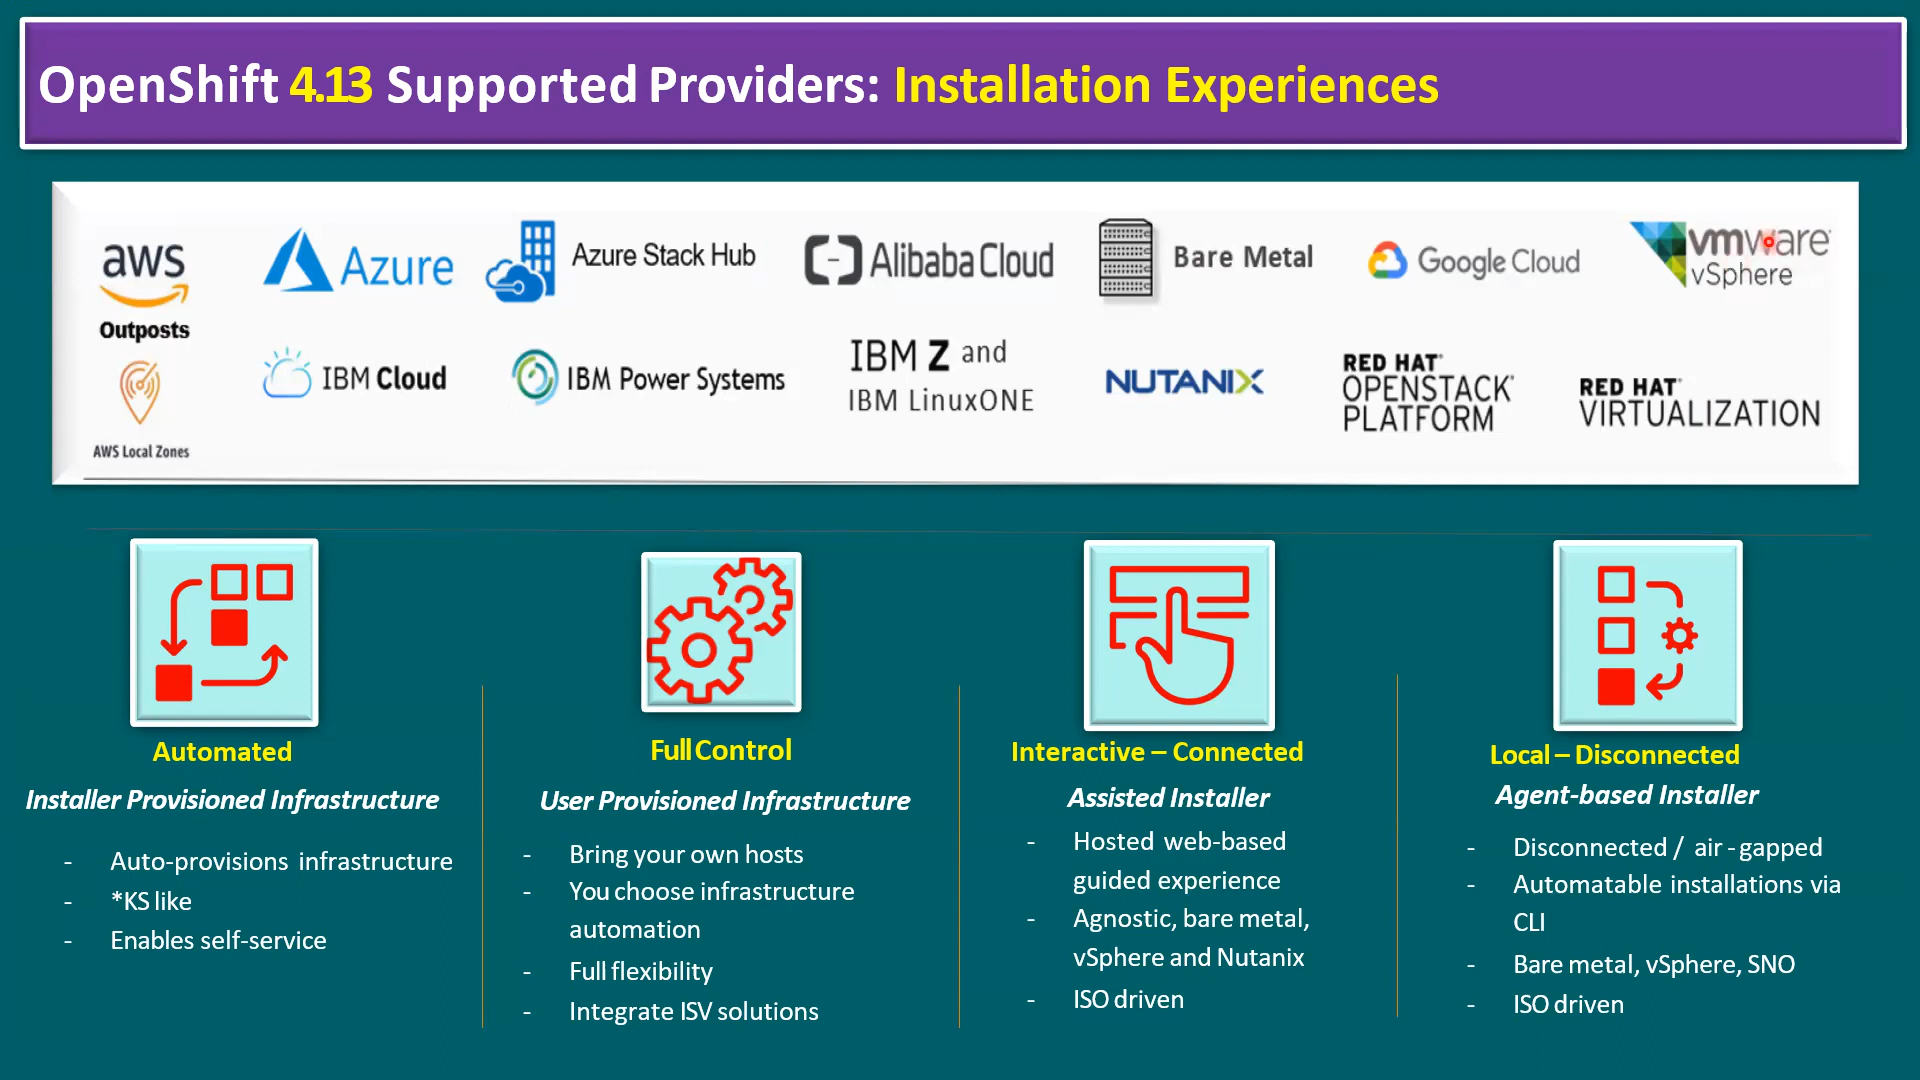 OpenShift 4.13 Supported Providers: Installation Experiences
aws
Outposts
Azure
Azure Stack Hub
Alibaba Cloud
Bare Metal
Google Cloud
vmware
vSphere
AWS Local Zones
IBM Cloud
IBM Power Systems
IBM Z and
IBM LinuxONE
NUTANIX
RED HAT®
OPENSTACK®
PLATFORM
RED HAT®
VIRTUALIZATION
Automated
Installer Provisioned Infrastructure
- Auto-provisions infrastructure
- *KS like
- Enables self-service
Full Control
User Provisioned Infrastructure
- Bring your own hosts
- You choose infrastructure
automation
- Full flexibility
- Integrate ISV solutions
Interactive – Connected
Assisted Installer
- Hosted web-based
guided experience
- Agnostic, bare metal,
vSphere and Nutanix
- ISO driven
Local – Disconnected
Agent-based Installer
- Disconnected / air - gapped
- Automatable installations via
CLI
- Bare metal, vSphere, SNO
- ISO driven